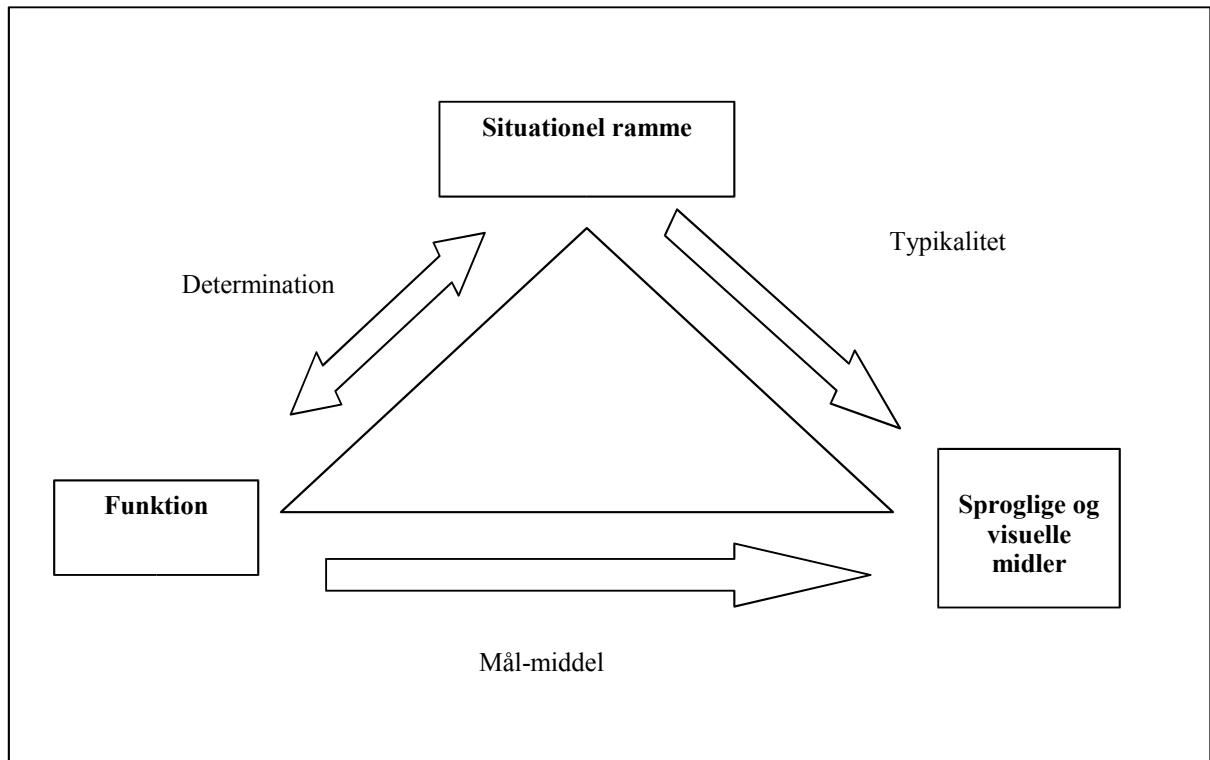 Situationel ramme
Typikalitet
Determination
Funktion
Sproglige og
visuelle
midler
Mål-middel